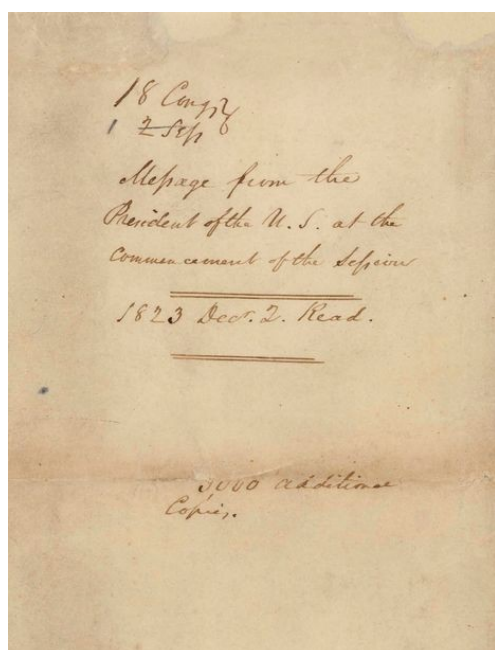 18 Congs
1 2 Sess
Message from the
President of the U. S. at the
Commencement of the Session
1823 Decr. 2. Read.
3000 additional
Copies.